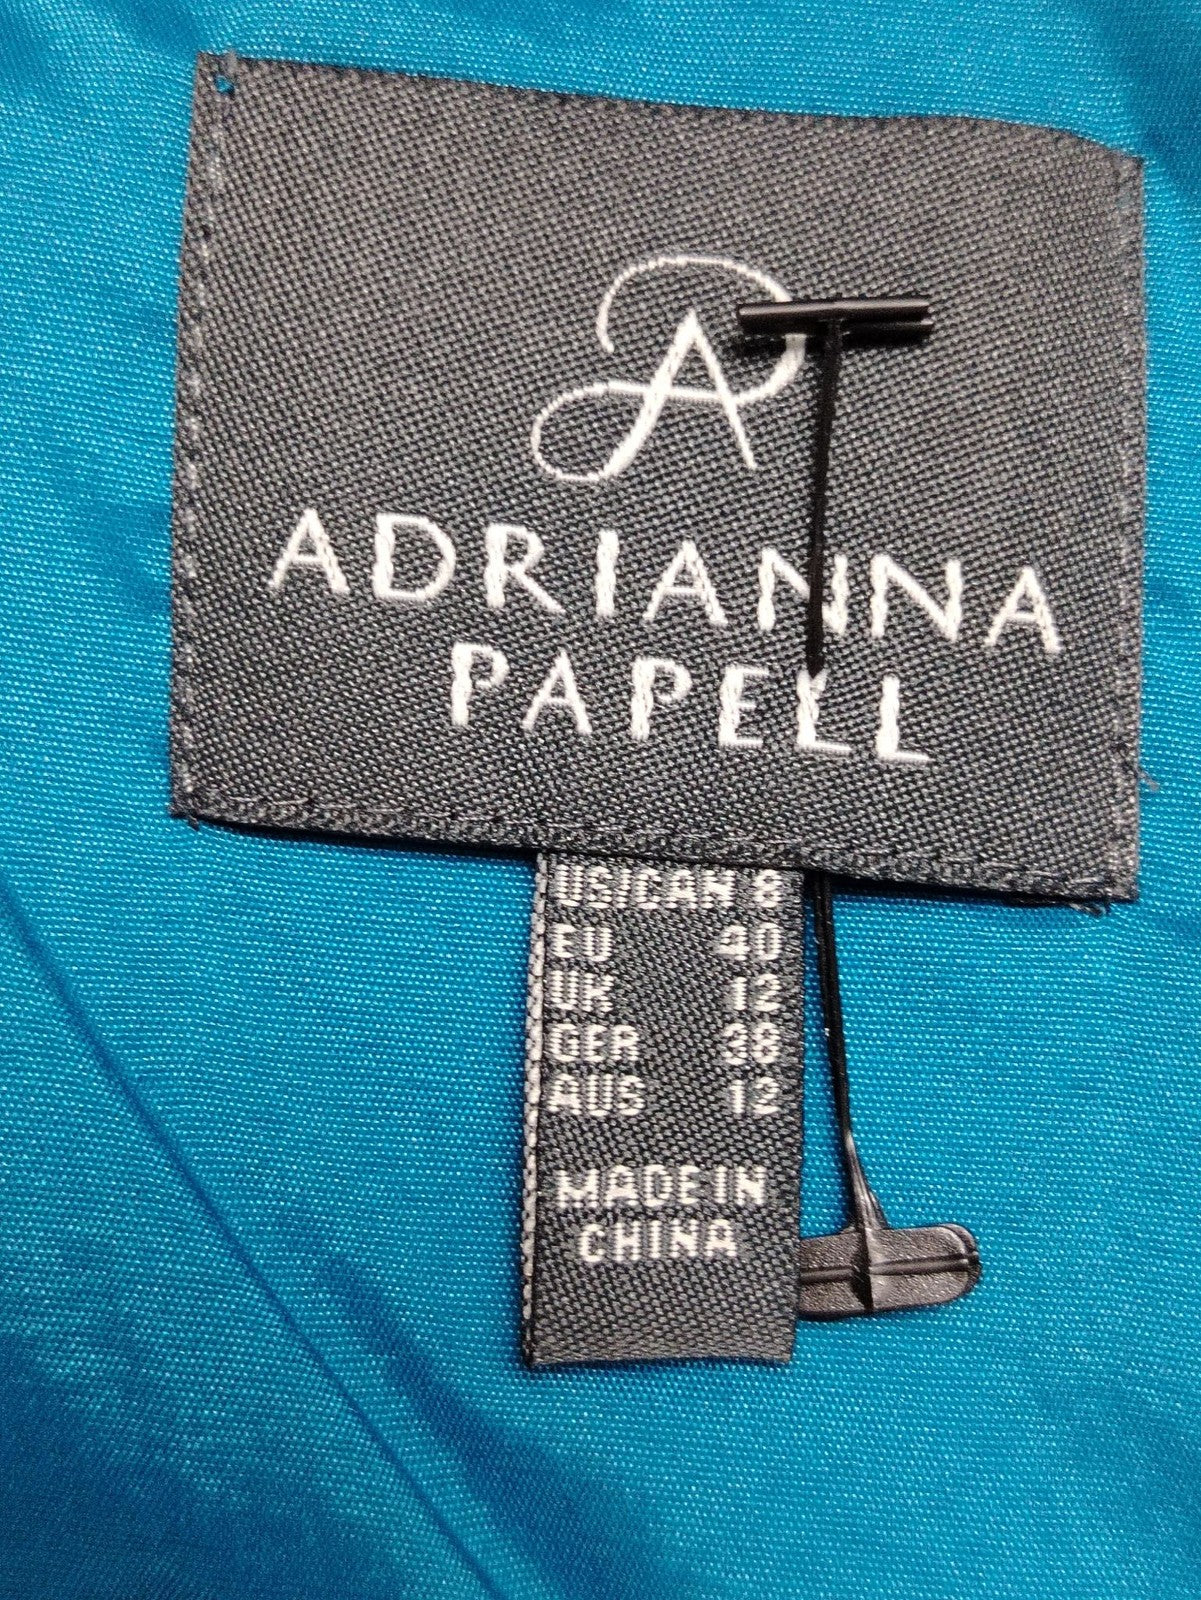 AP
ADRIANNA
PAPELL
US/CAN 8
EU 40
UK 12
GER 38
AUS 12
MADE IN
CHINA